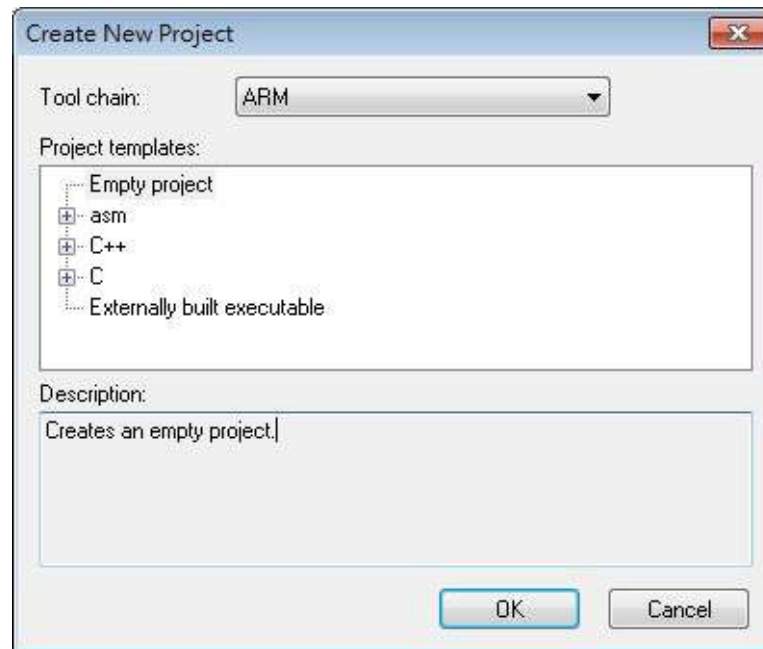 Create New Project
Tool chain: ARM
Project templates:
Empty project
asm
C++
C
Externally built executable
Description:
Creates an empty project.
OK Cancel